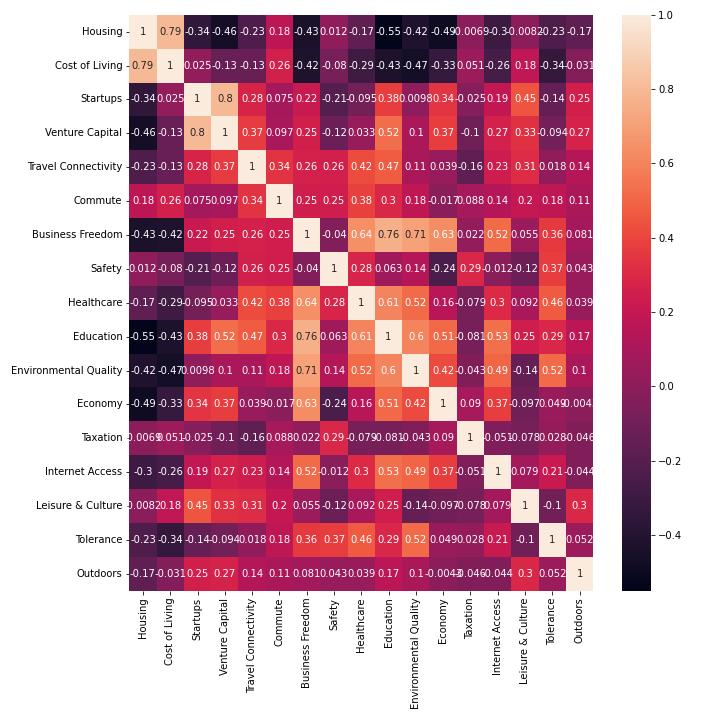 Housing 1 0.79 -0.34 -0.46 -0.23 0.18 -0.43 0.012 -0.17 -0.55 -0.42 -0.49 -0.0069 -0.3 -0.0082 -0.23 -0.17
Cost of Living 0.79 1 0.025 -0.13 -0.13 0.26 -0.42 -0.08 -0.29 -0.43 -0.47 -0.33 0.051 -0.26 0.18 -0.34 -0.031
Startups -0.34 0.025 1 0.8 0.28 0.075 0.22 -0.21 -0.095 0.38 0.0098 0.34 -0.025 0.19 0.45 -0.14 0.25
Venture Capital -0.46 -0.13 0.8 1 0.37 0.097 0.25 -0.12 0.033 0.52 0.1 0.37 -0.1 0.27 0.33 -0.094 0.27
Travel Connectivity -0.23 -0.13 0.28 0.37 1 0.34 0.26 0.26 0.42 0.47 0.11 0.039 -0.16 0.23 0.31 0.018 0.14
Commute 0.18 0.26 0.075 0.097 0.34 1 0.25 0.25 0.38 0.3 0.18 -0.017 0.088 0.14 0.2 0.18 0.11
Business Freedom -0.43 -0.42 0.22 0.25 0.26 0.25 1 -0.04 0.64 0.76 0.71 0.63 0.022 0.52 0.055 0.36 0.081
Safety 0.012 -0.08 -0.21 -0.12 0.26 0.25 -0.04 1 0.28 0.063 0.14 -0.24 0.29 -0.012 -0.12 0.37 0.043
Healthcare -0.17 -0.29 -0.095 0.033 0.42 0.38 0.64 0.28 1 0.61 0.52 0.16 -0.079 0.3 0.092 0.46 0.039
Education -0.55 -0.43 0.38 0.52 0.47 0.3 0.76 0.063 0.61 1 0.6 0.51 -0.081 0.53 0.25 0.29 0.17
Environmental Quality -0.42 -0.47 0.0098 0.1 0.11 0.18 0.71 0.14 0.52 0.6 1 0.42 -0.043 0.49 -0.14 0.52 0.1
Economy -0.49 -0.33 0.34 0.37 0.039 -0.017 0.63 -0.24 0.16 0.51 0.42 1 0.09 0.37 -0.097 0.049
Taxation -0.0069 0.051 -0.025 -0.1 -0.16 0.088 0.022 0.29 -0.079 -0.081 -0.043 0.09 1 -0.051 -0.078 0.028 -0.046
Internet Access -0.3 -0.26 0.19 0.27 0.23 0.14 0.52 -0.012 0.3 0.53 0.49 0.37 -0.051 1 0.079 0.21 -0.044
Leisure & Culture -0.0082 0.18 0.45 0.33 0.31 0.2 0.055 -0.12 0.092 0.25 -0.14 -0.097 -0.078 0.079 1 -0.1 0.3
Tolerance -0.23 -0.34 -0.14 -0.094 0.018 0.18 0.36 0.37 0.46 0.29 0.52 0.049 0.028 0.21 -0.1 1 0.052
Outdoors -0.17 -0.031 0.25 0.27 0.14 0.11 0.081 0.043 0.039 0.17 0.1 -0.046 -0.044 0.3 0.052 1
Housing
Cost of Living
Startups
Venture Capital
Travel Connectivity
Commute
Business Freedom
Safety
Healthcare
Education
Environmental Quality
Economy
Taxation
Internet Access
Leisure & Culture
Tolerance
Outdoors
1.0
0.8
0.6
0.4
0.2
0.0
-0.2
-0.4